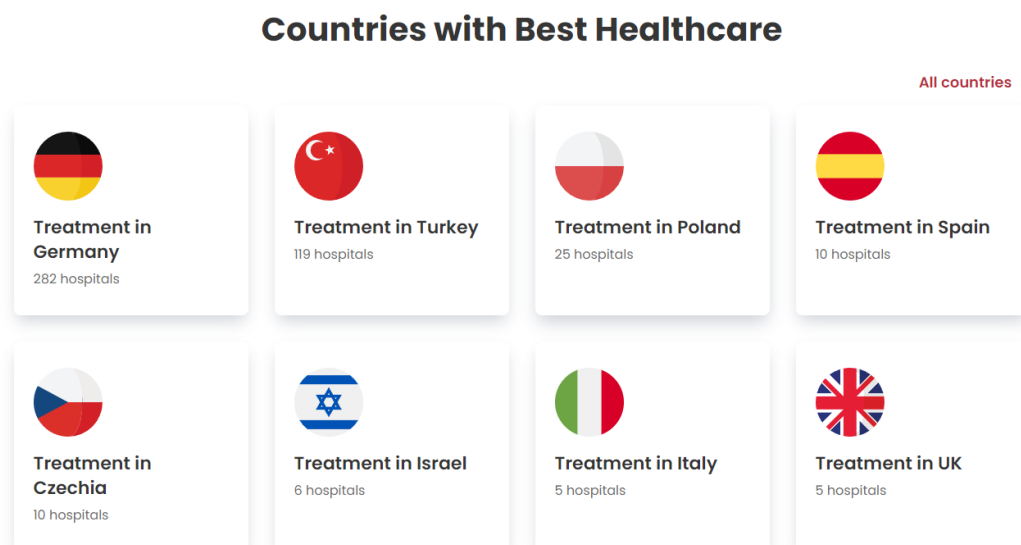 Countries with Best Healthcare
All countries
Treatment in
Germany
282 hospitals
Treatment in Turkey
119 hospitals
Treatment in Poland
25 hospitals
Treatment in Spain
10 hospitals
Treatment in
Czechia
10 hospitals
Treatment in Israel
6 hospitals
Treatment in Italy
5 hospitals
Treatment in UK
5 hospitals